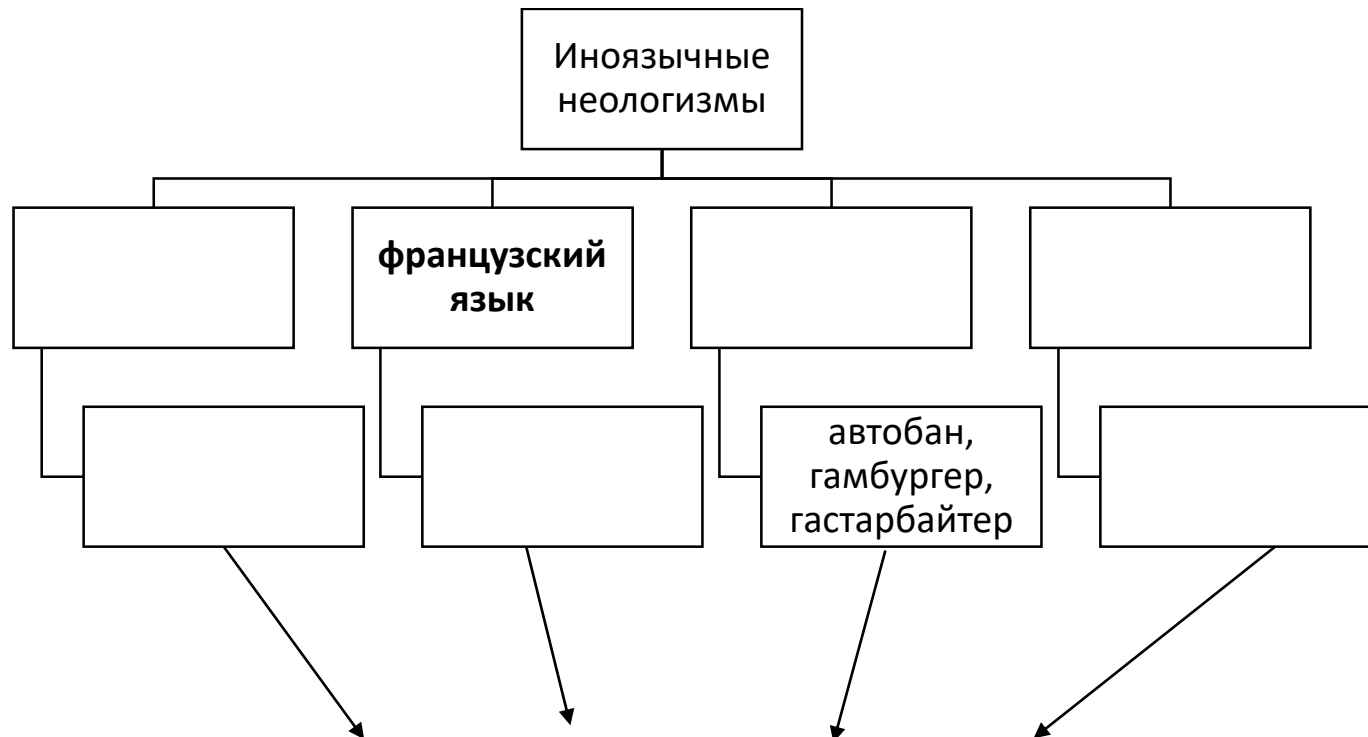 Иноязычные
неологизмы
французский
язык
автобан,
гамбургер,
гастарбайтер